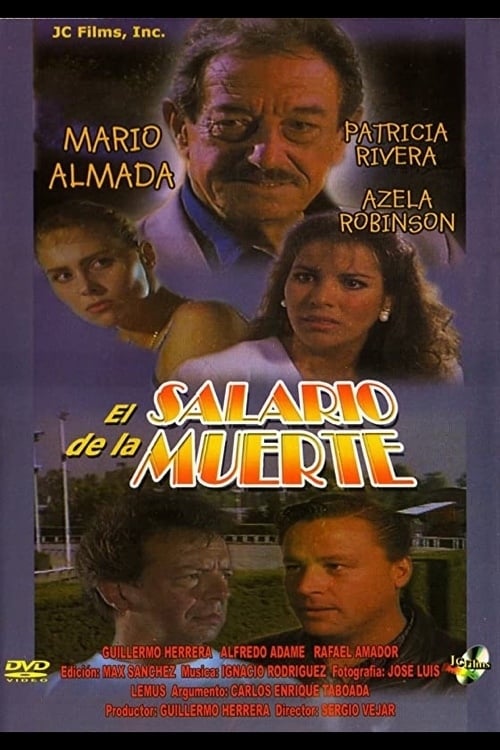 JC Films, Inc.
MARIO
ALMADA
PATRICIA
RIVERA
AZELA
ROBINSON
El SALARIO
de la MUERTE
GUILLERMO HERRERA ALFREDO ADAME RAFAEL AMADOR
Edición: MAX SANCHEZ Musica: IGNACIO RODRIGUEZ Fotografia: JOSE LUIS
LEMUS Argumento: CARLOS ENRIQUE TABOADA
Productor: GUILLERMO HERRERA Director: SERGIO VEJAR
DVD
VIDEO
JC Films